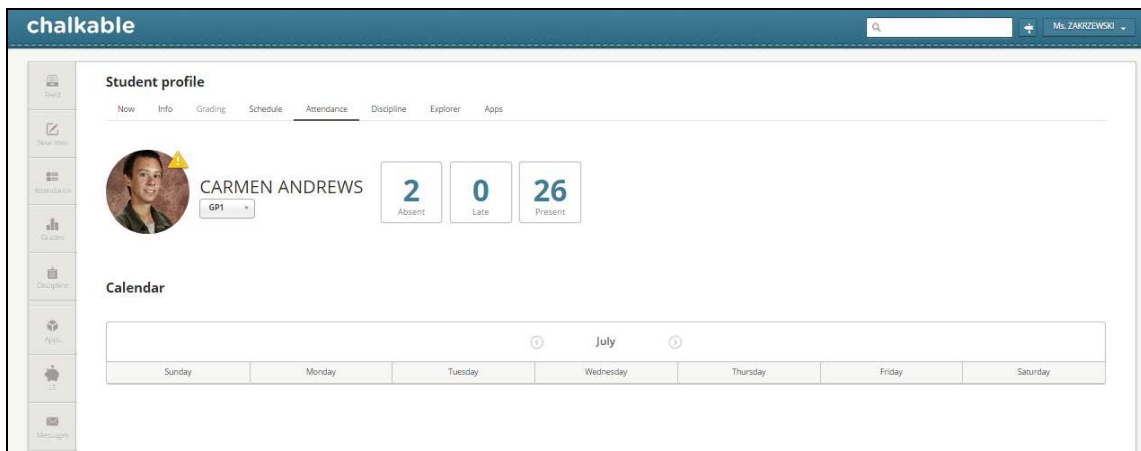 chalkable
Ms. ZAKRZEWSKI
Student profile
Now Info Grading Schedule Attendance Discipline Explorer Apps
CARMEN ANDREWS
GP1
2 0 26
Absent Late Present
Feed
New Item
Attendance
Grades
Discipline
Apps
LE
Messages
Calendar
July
Sunday Monday Tuesday Wednesday Thursday Friday Saturday